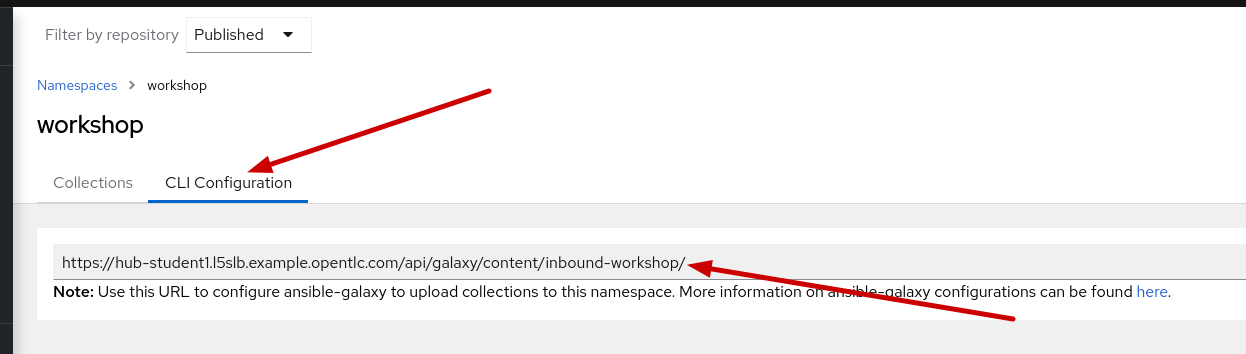 Filter by repository Published
Namespaces > workshop
workshop
Collections CLI Configuration
https://hub-student1.l5slb.example.opentlc.com/api/galaxy/content/inbound-workshop/
Note: Use this URL to configure ansible-galaxy to upload collections to this namespace. More information on ansible-galaxy configurations can be found here.